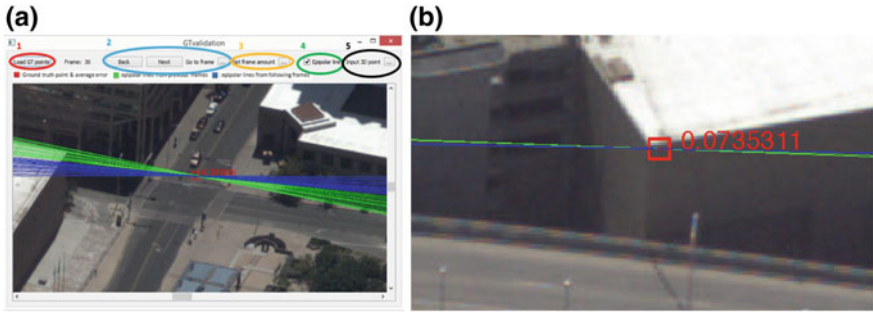 (a)
1 2 3 4 5
GTvalidation
Load GT points Frame: 30 Back Next Go to frame ... Set frame amount ... Epipolar line Input 3D point ...
Ground truth point & average error epipolar lines from previous frames epipolar lines from following frames
(b)
0.0735311